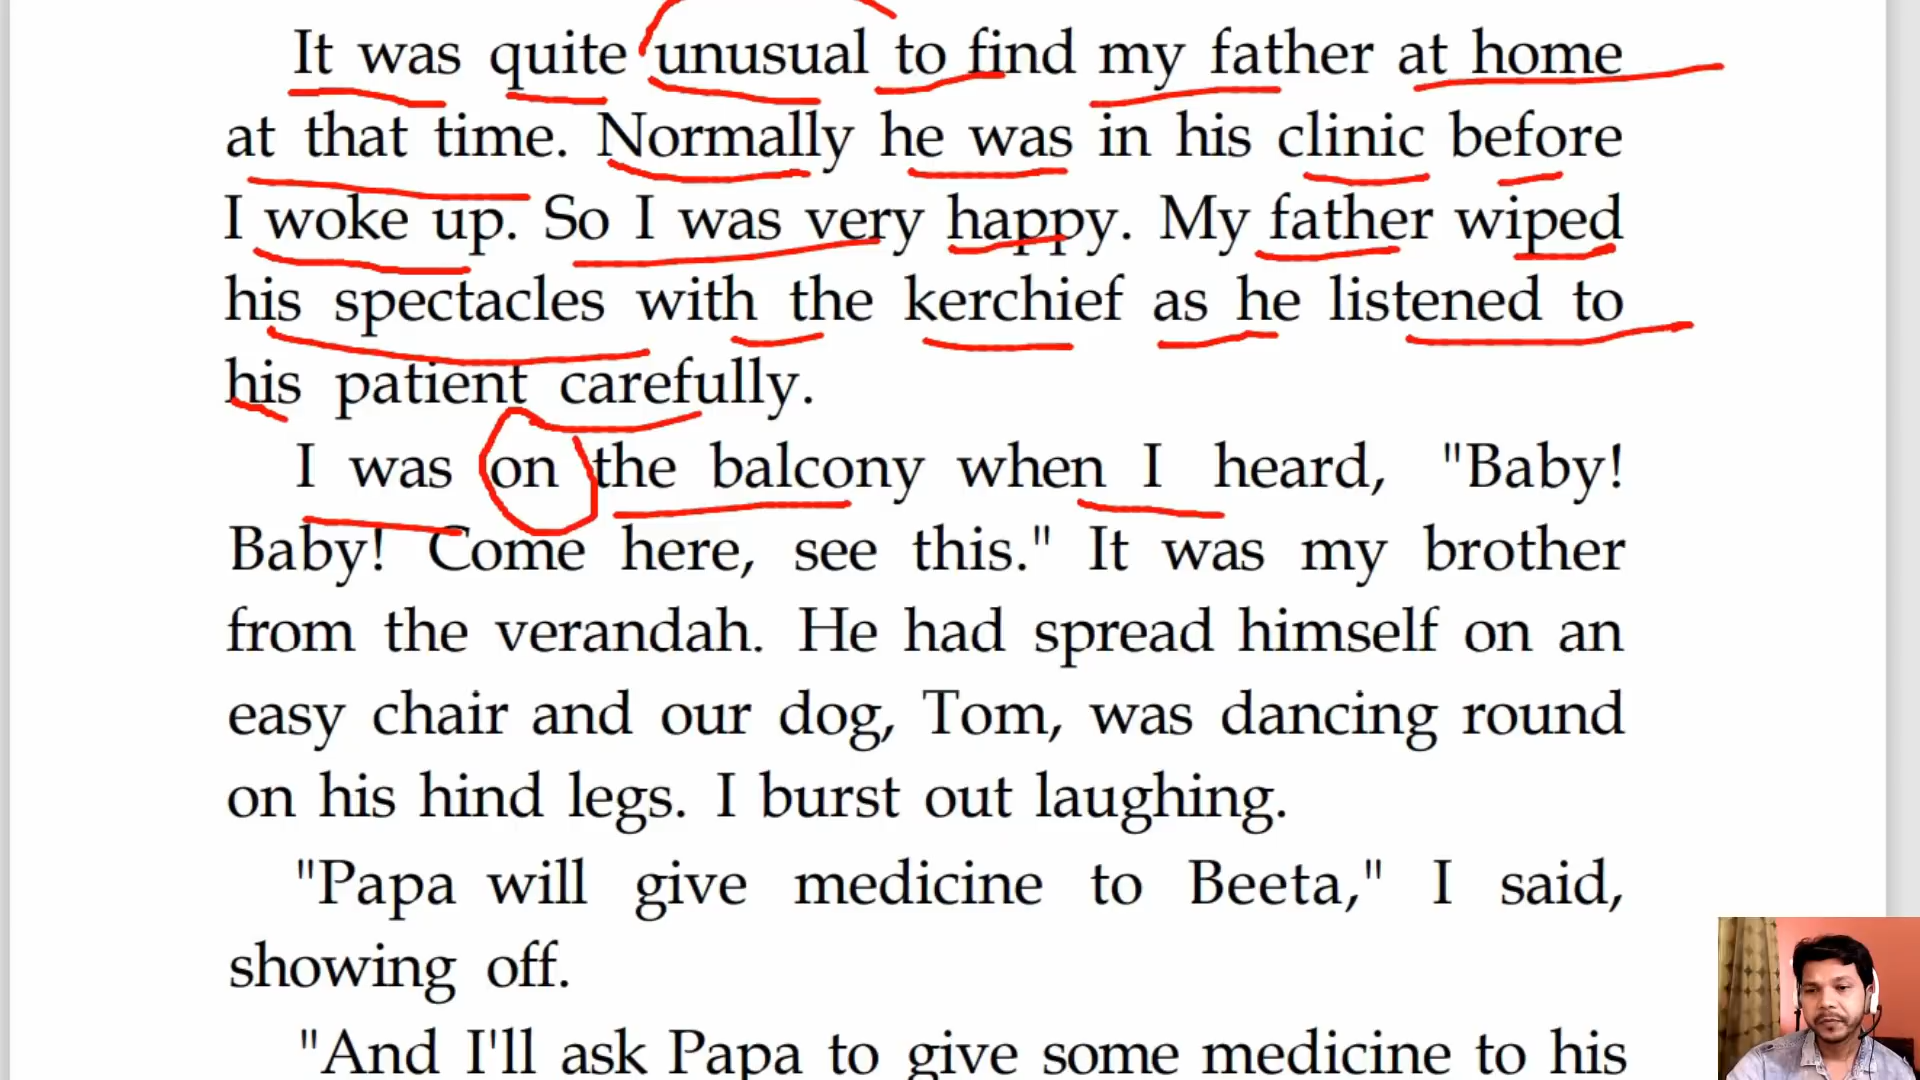 It was quite unusual to find my father at home
at that time. Normally he was in his clinic before
I woke up. So I was very happy. My father wiped
his spectacles with the kerchief as he listened to
his patient carefully.
I was on the balcony when I heard, "Baby!
Baby! Come here, see this." It was my brother
from the verandah. He had spread himself on an
easy chair and our dog, Tom, was dancing round
on his hind legs. I burst out laughing.
"Papa will give medicine to Beeta," I said,
showing off.
"And I'll ask Papa to give some medicine to his